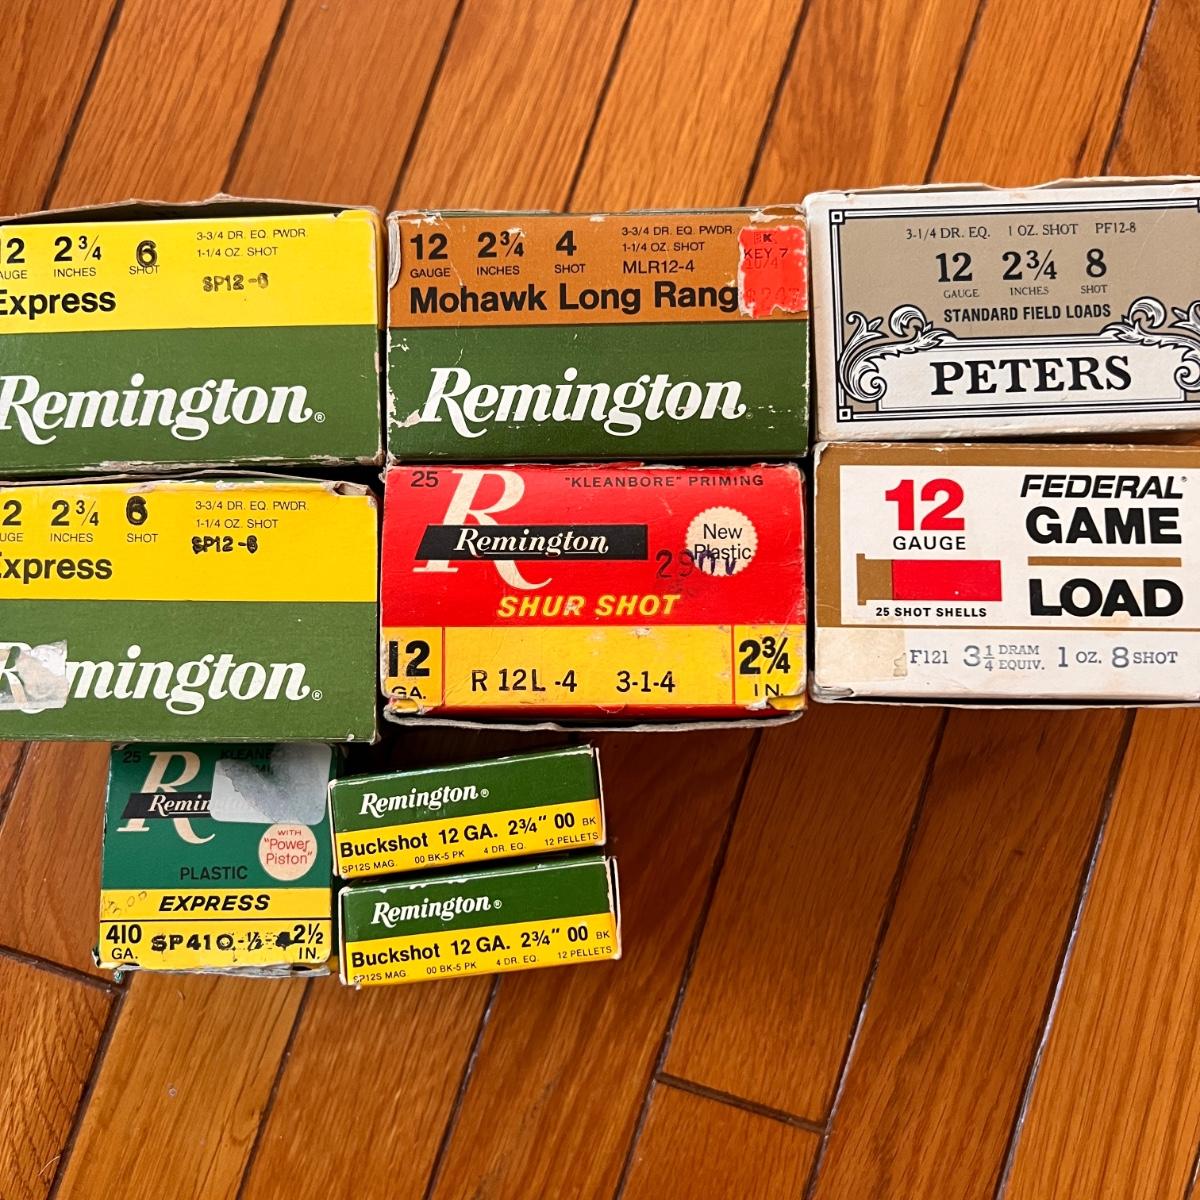 12 2¾ 6 3-3/4 DR. EQ. PWDR.
GAUGE INCHES SHOT 1-1/4 OZ. SHOT
SP12-6
Express
Remington®
12 2¾ 4 3-3/4 DR. EQ. PWDR.
GAUGE INCHES SHOT 1-1/4 OZ. SHOT
MLR12-4
KEY 7
Mohawk Long Rang
Remington
3-1/4 DR. EQ. 1 OZ. SHOT PF12-8
12 2¾ 8
GAUGE INCHES SHOT
STANDARD FIELD LOADS
PETERS
2 2¾ 6 3-3/4 DR. EQ. PWDR.
UGE INCHES SHOT 1-1/4 OZ. SHOT
SP12-6
Express
Remington®
25 R "KLEANBORE" PRIMING
Remington
New
Plastic
SHUR SHOT
12 R 12L-4 3-1-4 2¾
GA. IN.
12 FEDERAL®
GAUGE GAME
LOAD
25 SHOT SHELLS
F121 3¼ DRAM EQUIV. 1 OZ. 8 SHOT
25 R
Remin
WITH
"Power
Piston"
PLASTIC
EXPRESS
410 SP410-½- 2½
GA. IN.
Remington®
Buckshot 12 GA. 2¾" 00 BK
SP12S MAG. 00 BK-5 PK 4 DR. EQ. 12 PELLETS
Remington®
Buckshot 12 GA. 2¾" 00 BK
SP12S MAG. 00 BK-5 PK 4 DR. EQ. 12 PELLETS